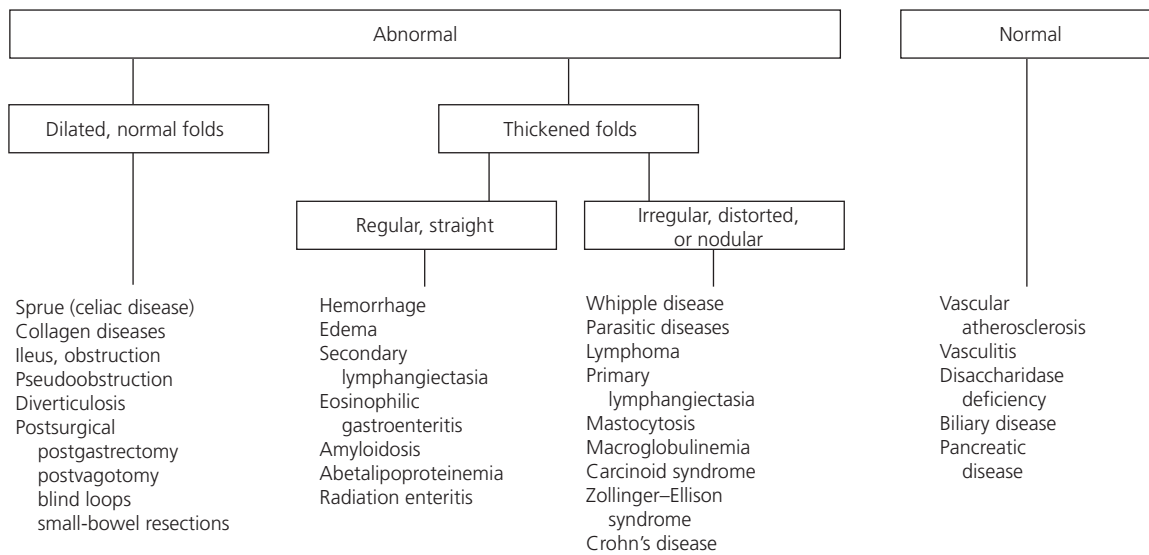 Abnormal
Normal
Dilated, normal folds
Thickened folds
Regular, straight
Irregular, distorted,
or nodular
Sprue (celiac disease)
Collagen diseases
Ileus, obstruction
Pseudoobstruction
Diverticulosis
Postsurgical
postgastrectomy
postvagotomy
blind loops
small-bowel resections
Hemorrhage
Edema
Secondary
lymphangiectasia
Eosinophilic
gastroenteritis
Amyloidosis
Abetalipoproteinemia
Radiation enteritis
Whipple disease
Parasitic diseases
Lymphoma
Primary
lymphangiectasia
Mastocytosis
Macroglobulinemia
Carcinoid syndrome
Zollinger–Ellison
syndrome
Crohn's disease
Vascular
atherosclerosis
Vasculitis
Disaccharidase
deficiency
Biliary disease
Pancreatic
disease